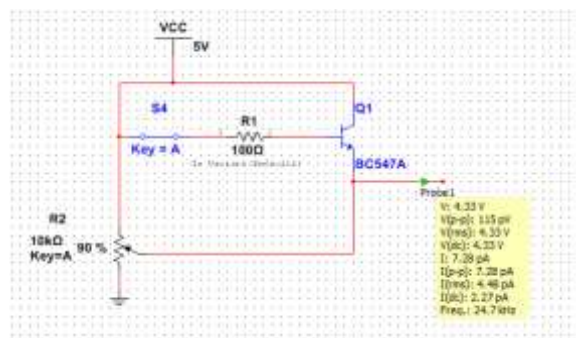 VCC
5V
S4
Key = A
R1
100Ω
Q1
BC547A
R2
10kΩ
Key=A
90 %
Probe1
V: 4.33 V
V(p-p): 115 pV
V(rms): 4.33 V
V(dc): 4.33 V
I: 7.28 pA
I(p-p): 7.28 pA
I(rms): 4.48 pA
I(dc): 2.27 pA
Freq.: 24.7 kHz